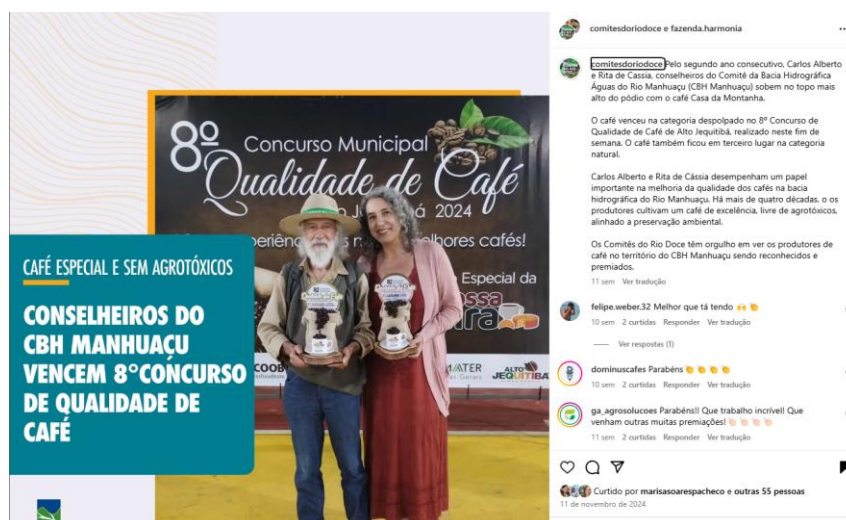 8º Concurso Municipal
Qualidade de Café
2024
melhores cafés!
Especial da
COOB
ALTO
JEQUITIBÁ
CAFÉ ESPECIAL E SEM AGROTÓXICOS
CONSELHEIROS DO
CBH MANHUAÇU
VENCEM 8°CONCURSO
DE QUALIDADE DE
CAFÉ
comitesdoriodoce e fazenda.harmonia
comitesdoriodoce Pelo segundo ano consecutivo, Carlos Alberto
e Rita de Cassia, conselheiros do Comitê da Bacia Hidrográfica
Águas do Rio Manhuaçu (CBH Manhuaçu) sobem no topo mais
alto do pódio com o café Casa da Montanha.
O café venceu na categoria despolpado no 8º Concurso de
Qualidade de Café de Alto Jequitibá, realizado neste fim de
semana. O café também ficou em terceiro lugar na categoria
natural.
Carlos Alberto e Rita de Cássia desempenham um papel
importante na melhoria da qualidade dos cafés na bacia
hidrográfica do Rio Manhuaçu. Há mais de quatro décadas, o os
produtores cultivam um café de excelência, livre de agrotóxicos,
alinhado a preservação ambiental.
Os Comitês do Rio Doce têm orgulho em ver os produtores de
café no território do CBH Manhuaçu sendo reconhecidos e
premiados.
11 sem Ver tradução
felipe.weber.32 Melhor que tá tendo 🙌 👏
10 sem 2 curtidas Responder Ver tradução
Ver respostas (1)
dominuscafes Parabéns 👏 👏 👏 👏
10 sem 2 curtidas Responder Ver tradução
ga_agrosolucoes Parabéns!! Que trabalho incrível! Que
venham outras muitas premiações! 👏🏻 👏🏻 👏🏻 👏🏻
11 sem 2 curtidas Responder Ver tradução
Curtido por marisasoarespacheco e outras 55 pessoas
11 de novembro de 2024